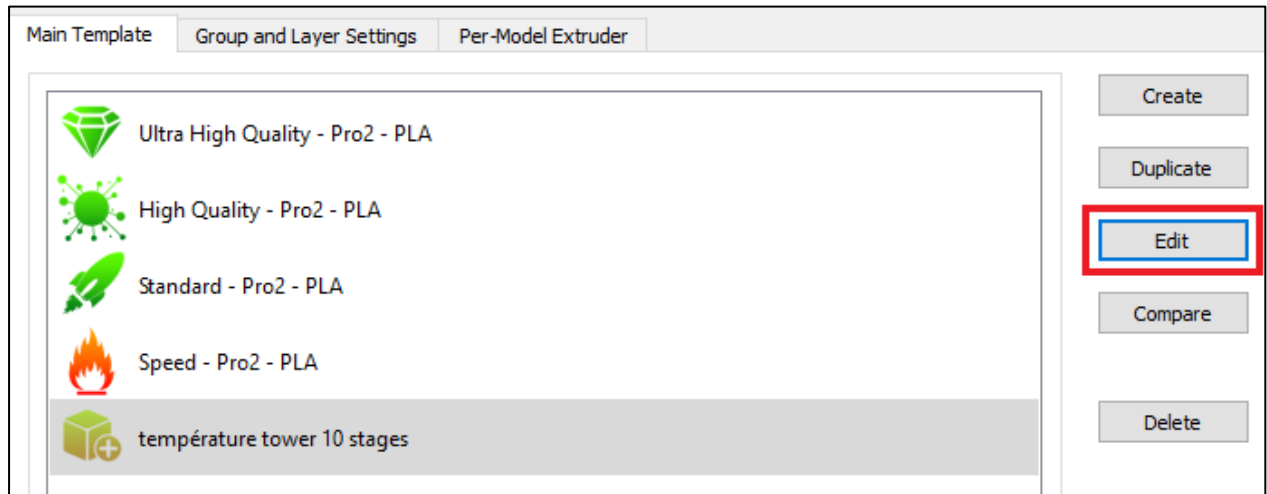 Main Template Group and Layer Settings Per-Model Extruder
Ultra High Quality - Pro2 - PLA
High Quality - Pro2 - PLA
Standard - Pro2 - PLA
Speed - Pro2 - PLA
température tower 10 stages
Create
Duplicate
Edit
Compare
Delete